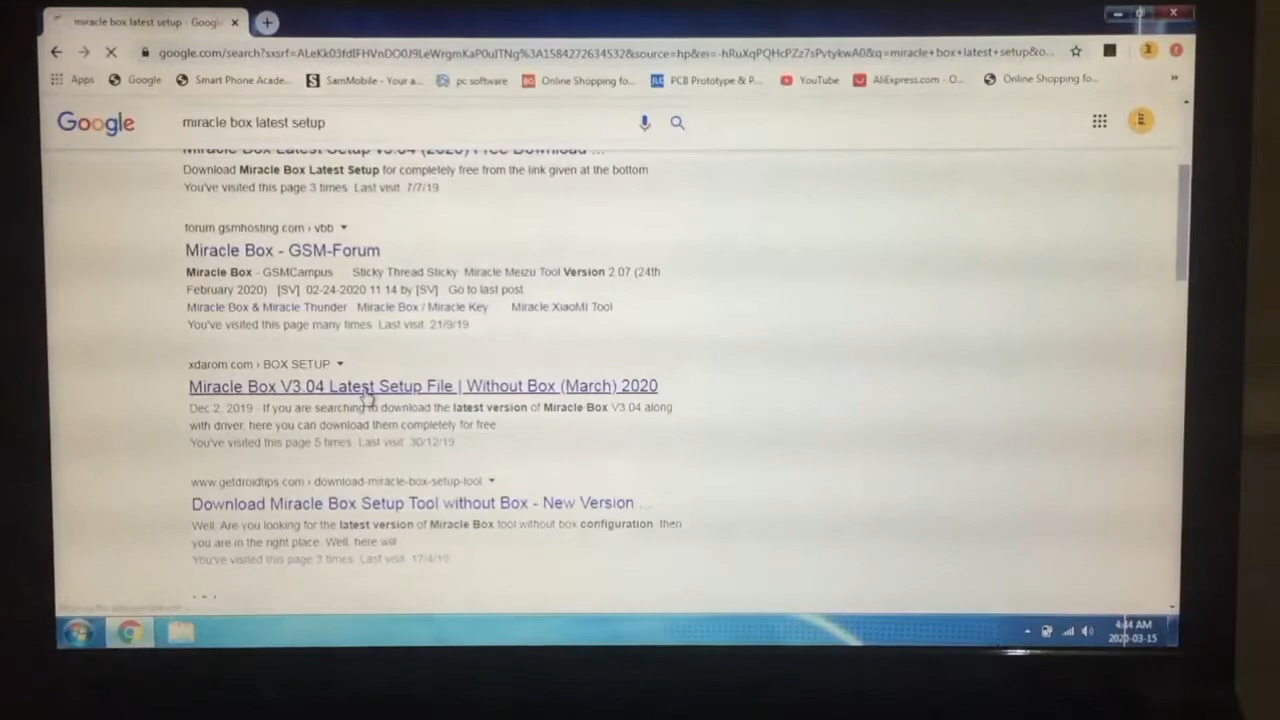 miracle box latest setup - Googl
google.com/search?sxsrf=
Apps Google Smart Phone Acade... SamMobile - Your a... pc software Online Shopping fo... PCB Prototype & P... YouTube AliExpress.com - O... Online Shopping fo... »
Google miracle box latest setup
Miracle Box Latest Setup V3.04 (2020) Free Download ...
Download Miracle Box Latest Setup for completely free from the link given at the bottom
You've visited this page 3 times. Last visit: 7/7/19
forum.gsmhosting.com › vbb
Miracle Box - GSM-Forum
Miracle Box - GSMCampus Sticky Thread Sticky Miracle Meizu Tool Version 2.07 (24th
February 2020) [SV] 02-24-2020 11 14 by [SV] Go to last post
Miracle Box & Miracle Thunder Miracle Box / Miracle Key Miracle XiaoMI Tool
You've visited this page many times. Last visit: 21/9/19
xdarom.com › BOX SETUP
Miracle Box V3.04 Latest Setup File | Without Box (March) 2020
Dec 2, 2019 - If you are searching to download the latest version of Miracle Box V3.04 along
with driver, here you can download them completely for free
You've visited this page 5 times. Last visit: 30/12/19
www.getdroidtips.com › download-miracle-box-setup-tool
Download Miracle Box Setup Tool without Box - New Version ...
Well. Are you looking for the latest version of Miracle Box tool without box configuration, then
you are in the right place. Well, here will
You've visited this page 3 times. Last visit: 17/4/19
4:44 AM
2020-03-15